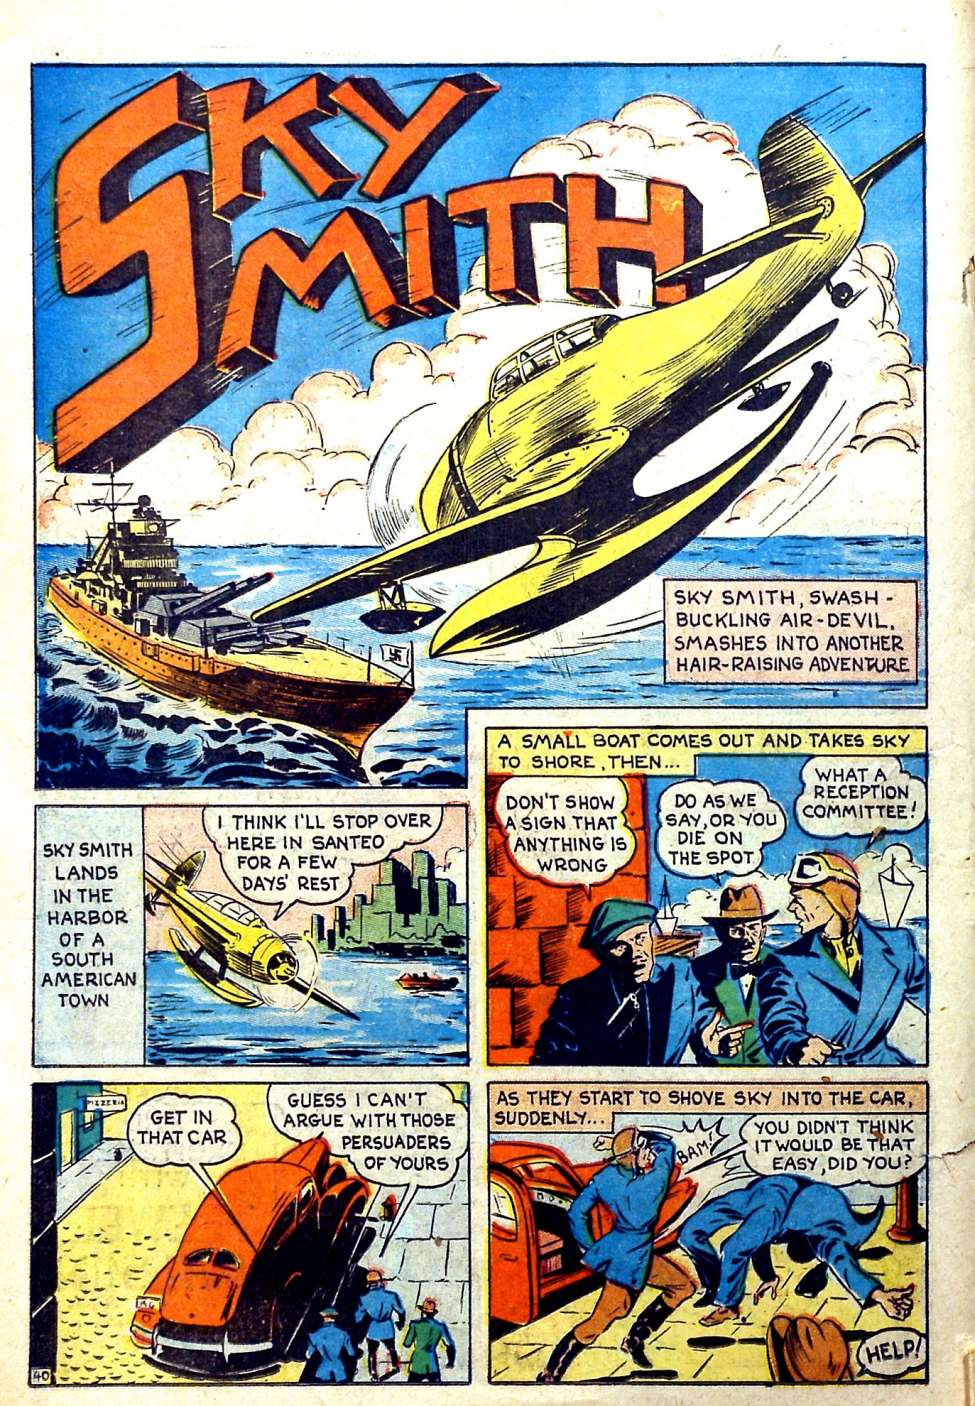 SKY
SMITH
SKY SMITH, SWASH-
BUCKLING AIR-DEVIL,
SMASHES INTO ANOTHER
HAIR-RAISING ADVENTURE
SKY SMITH
LANDS
IN THE
HARBOR
OF A
SOUTH
AMERICAN
TOWN
I THINK I'LL STOP OVER
HERE IN SANTEO
FOR A FEW
DAYS' REST
A SMALL BOAT COMES OUT AND TAKES SKY
TO SHORE, THEN...
DON'T SHOW
A SIGN THAT
ANYTHING IS
WRONG
DO AS WE
SAY, OR YOU
DIE ON
THE SPOT
WHAT A
RECEPTION
COMMITTEE!
PIZZERIA
GET IN
THAT CAR
GUESS I CAN'T
ARGUE WITH THOSE
PERSUADERS
OF YOURS
40
AS THEY START TO SHOVE SKY INTO THE CAR,
SUDDENLY...
BAM!
YOU DIDN'T THINK
IT WOULD BE THAT
EASY, DID YOU?
HELP!